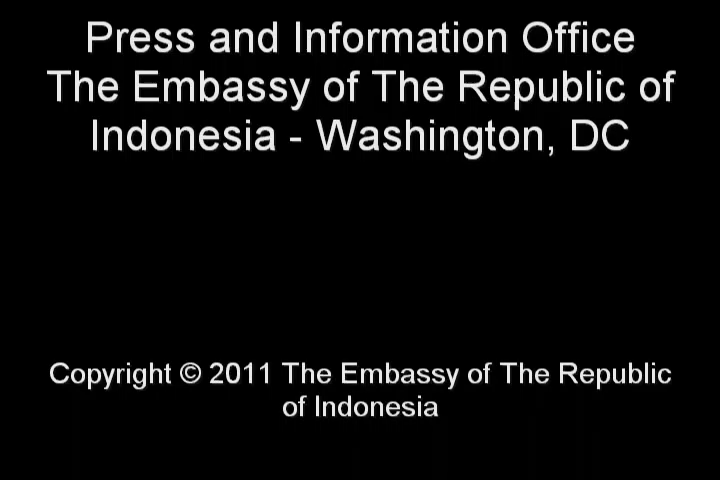 Press and Information Office
The Embassy of The Republic of
Indonesia - Washington, DC
Copyright © 2011 The Embassy of The Republic
of Indonesia